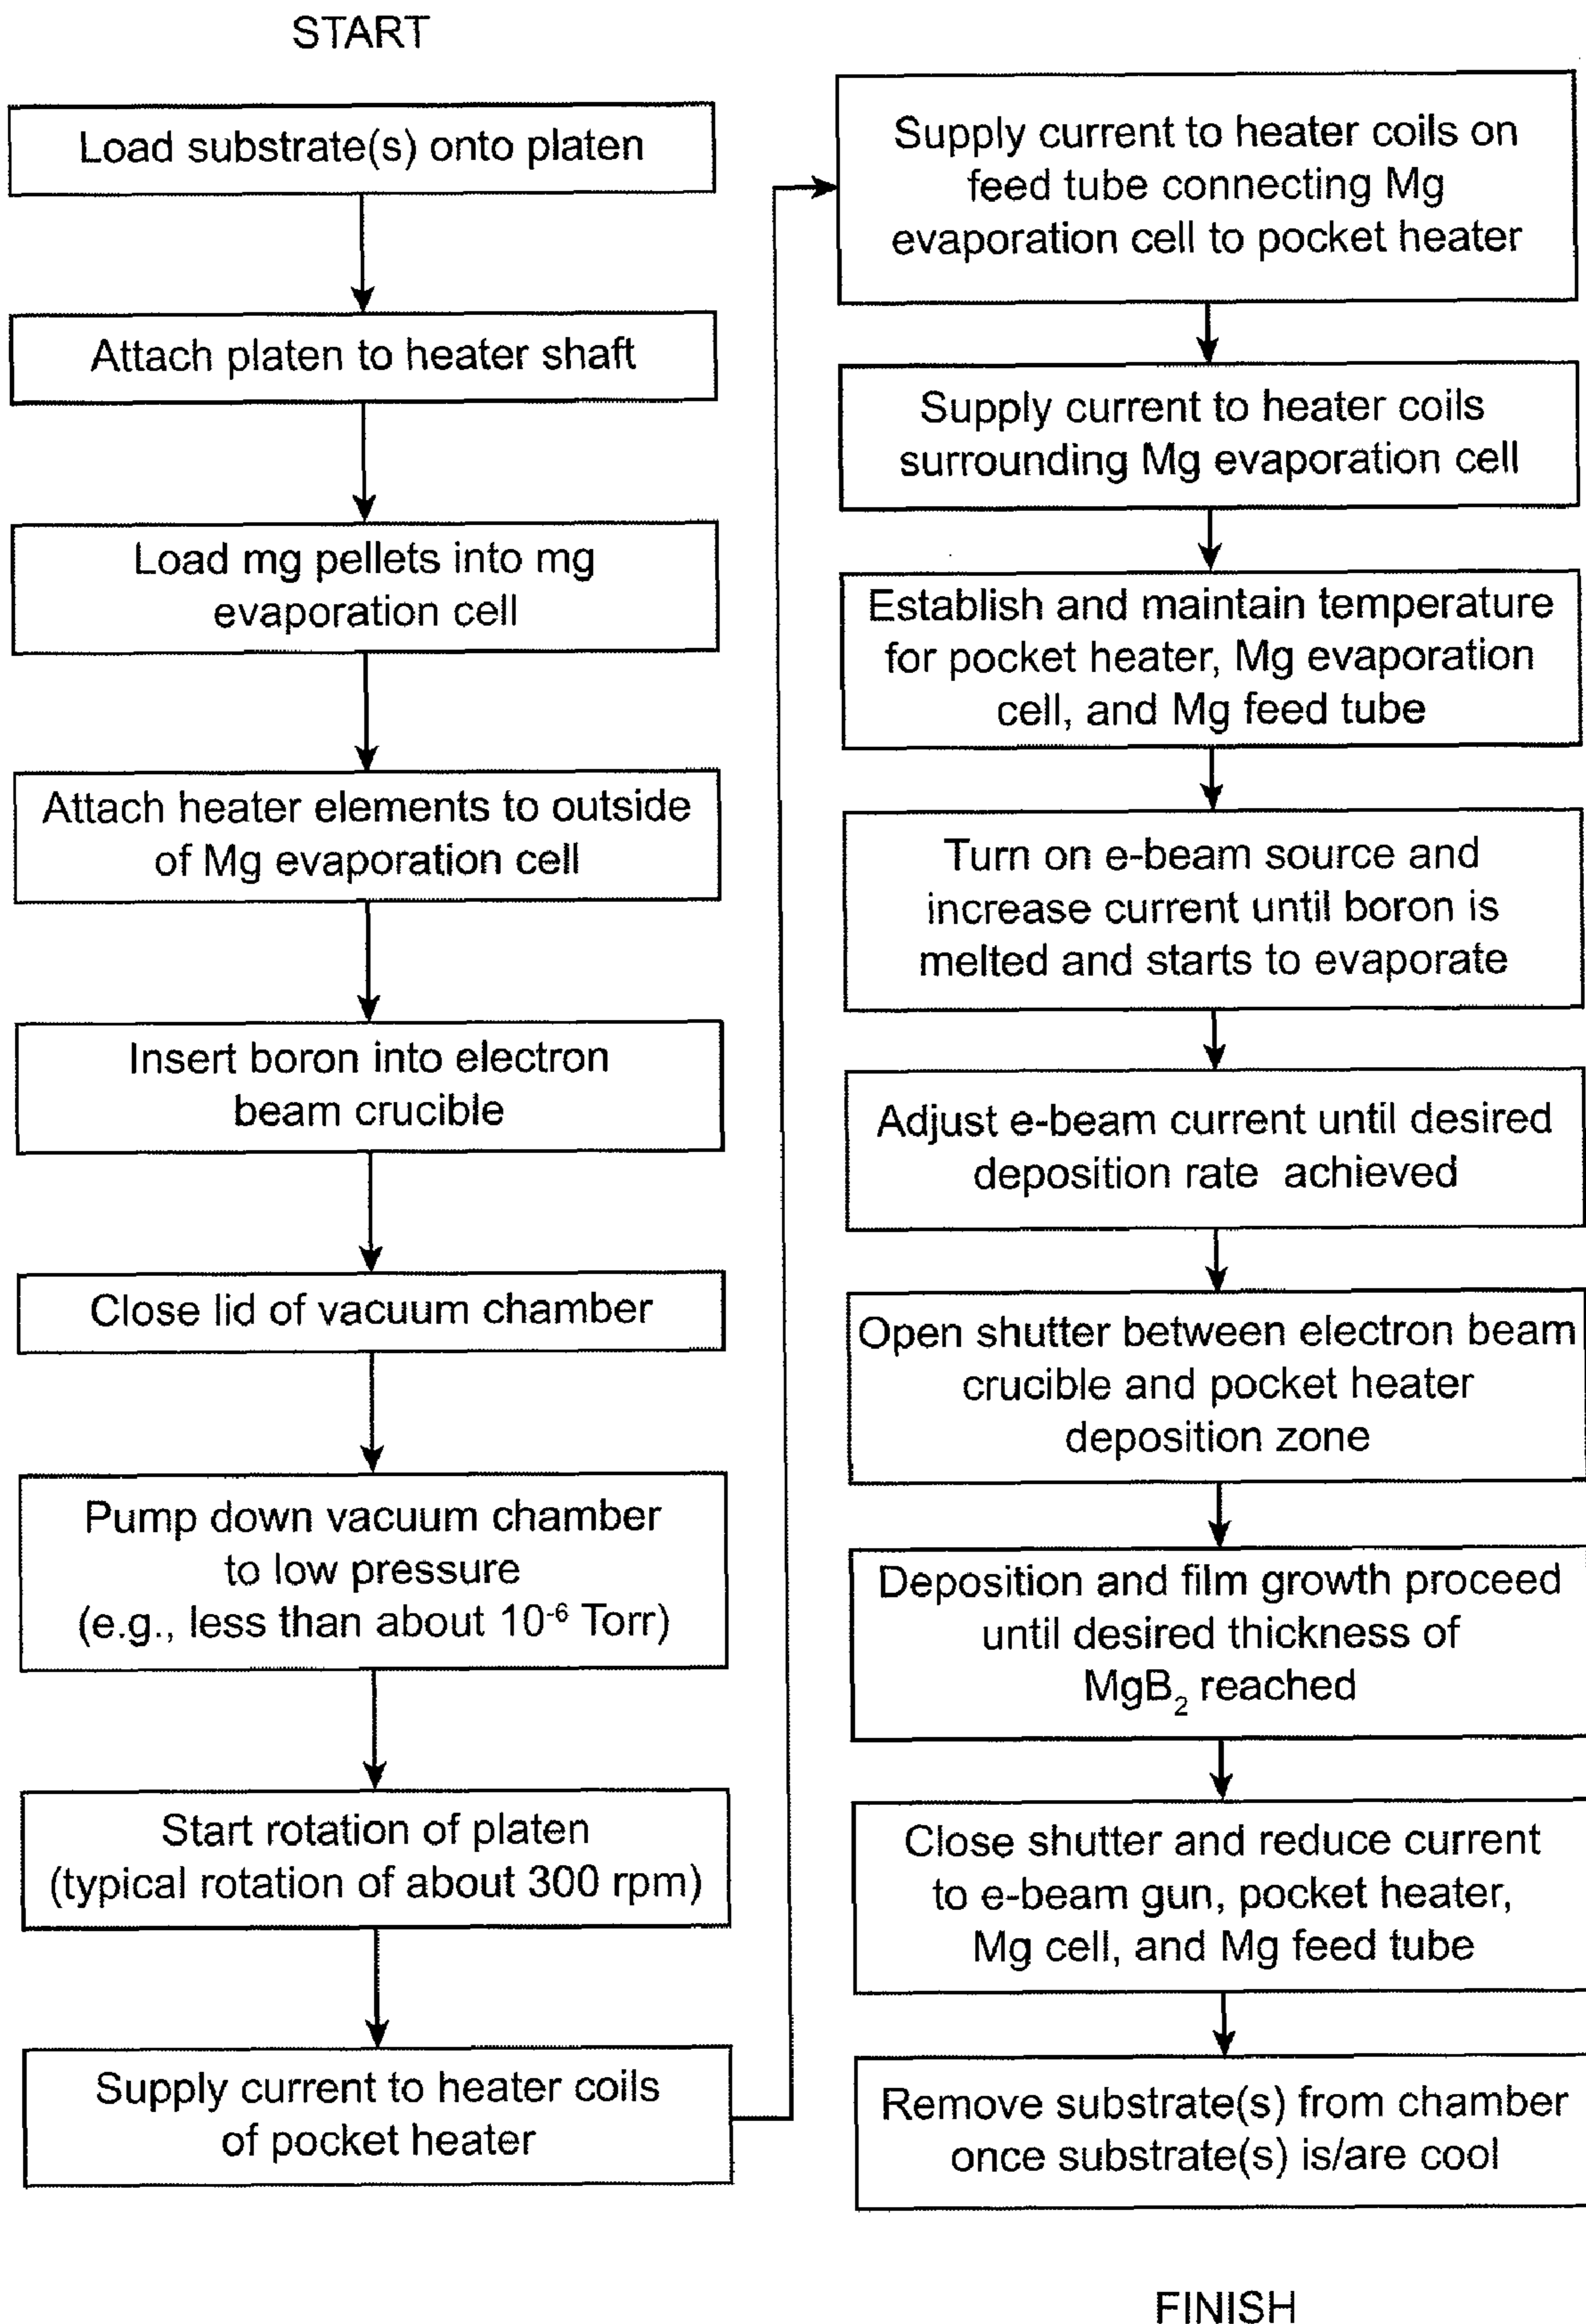 START
Load substrate(s) onto platen
Attach platen to heater shaft
Load mg pellets into mg
evaporation cell
Attach heater elements to outside
of Mg evaporation cell
Insert boron into electron
beam crucible
Close lid of vacuum chamber
Pump down vacuum chamber
to low pressure
(e.g., less than about 10⁻⁶ Torr)
Start rotation of platen
(typical rotation of about 300 rpm)
Supply current to heater coils
of pocket heater
Supply current to heater coils on
feed tube connecting Mg
evaporation cell to pocket heater
Supply current to heater coils
surrounding Mg evaporation cell
Establish and maintain temperature
for pocket heater, Mg evaporation
cell, and Mg feed tube
Turn on e-beam source and
increase current until boron is
melted and starts to evaporate
Adjust e-beam current until desired
deposition rate achieved
Open shutter between electron beam
crucible and pocket heater
deposition zone
Deposition and film growth proceed
until desired thickness of
MgB₂ reached
Close shutter and reduce current
to e-beam gun, pocket heater,
Mg cell, and Mg feed tube
Remove substrate(s) from chamber
once substrate(s) is/are cool
FINISH